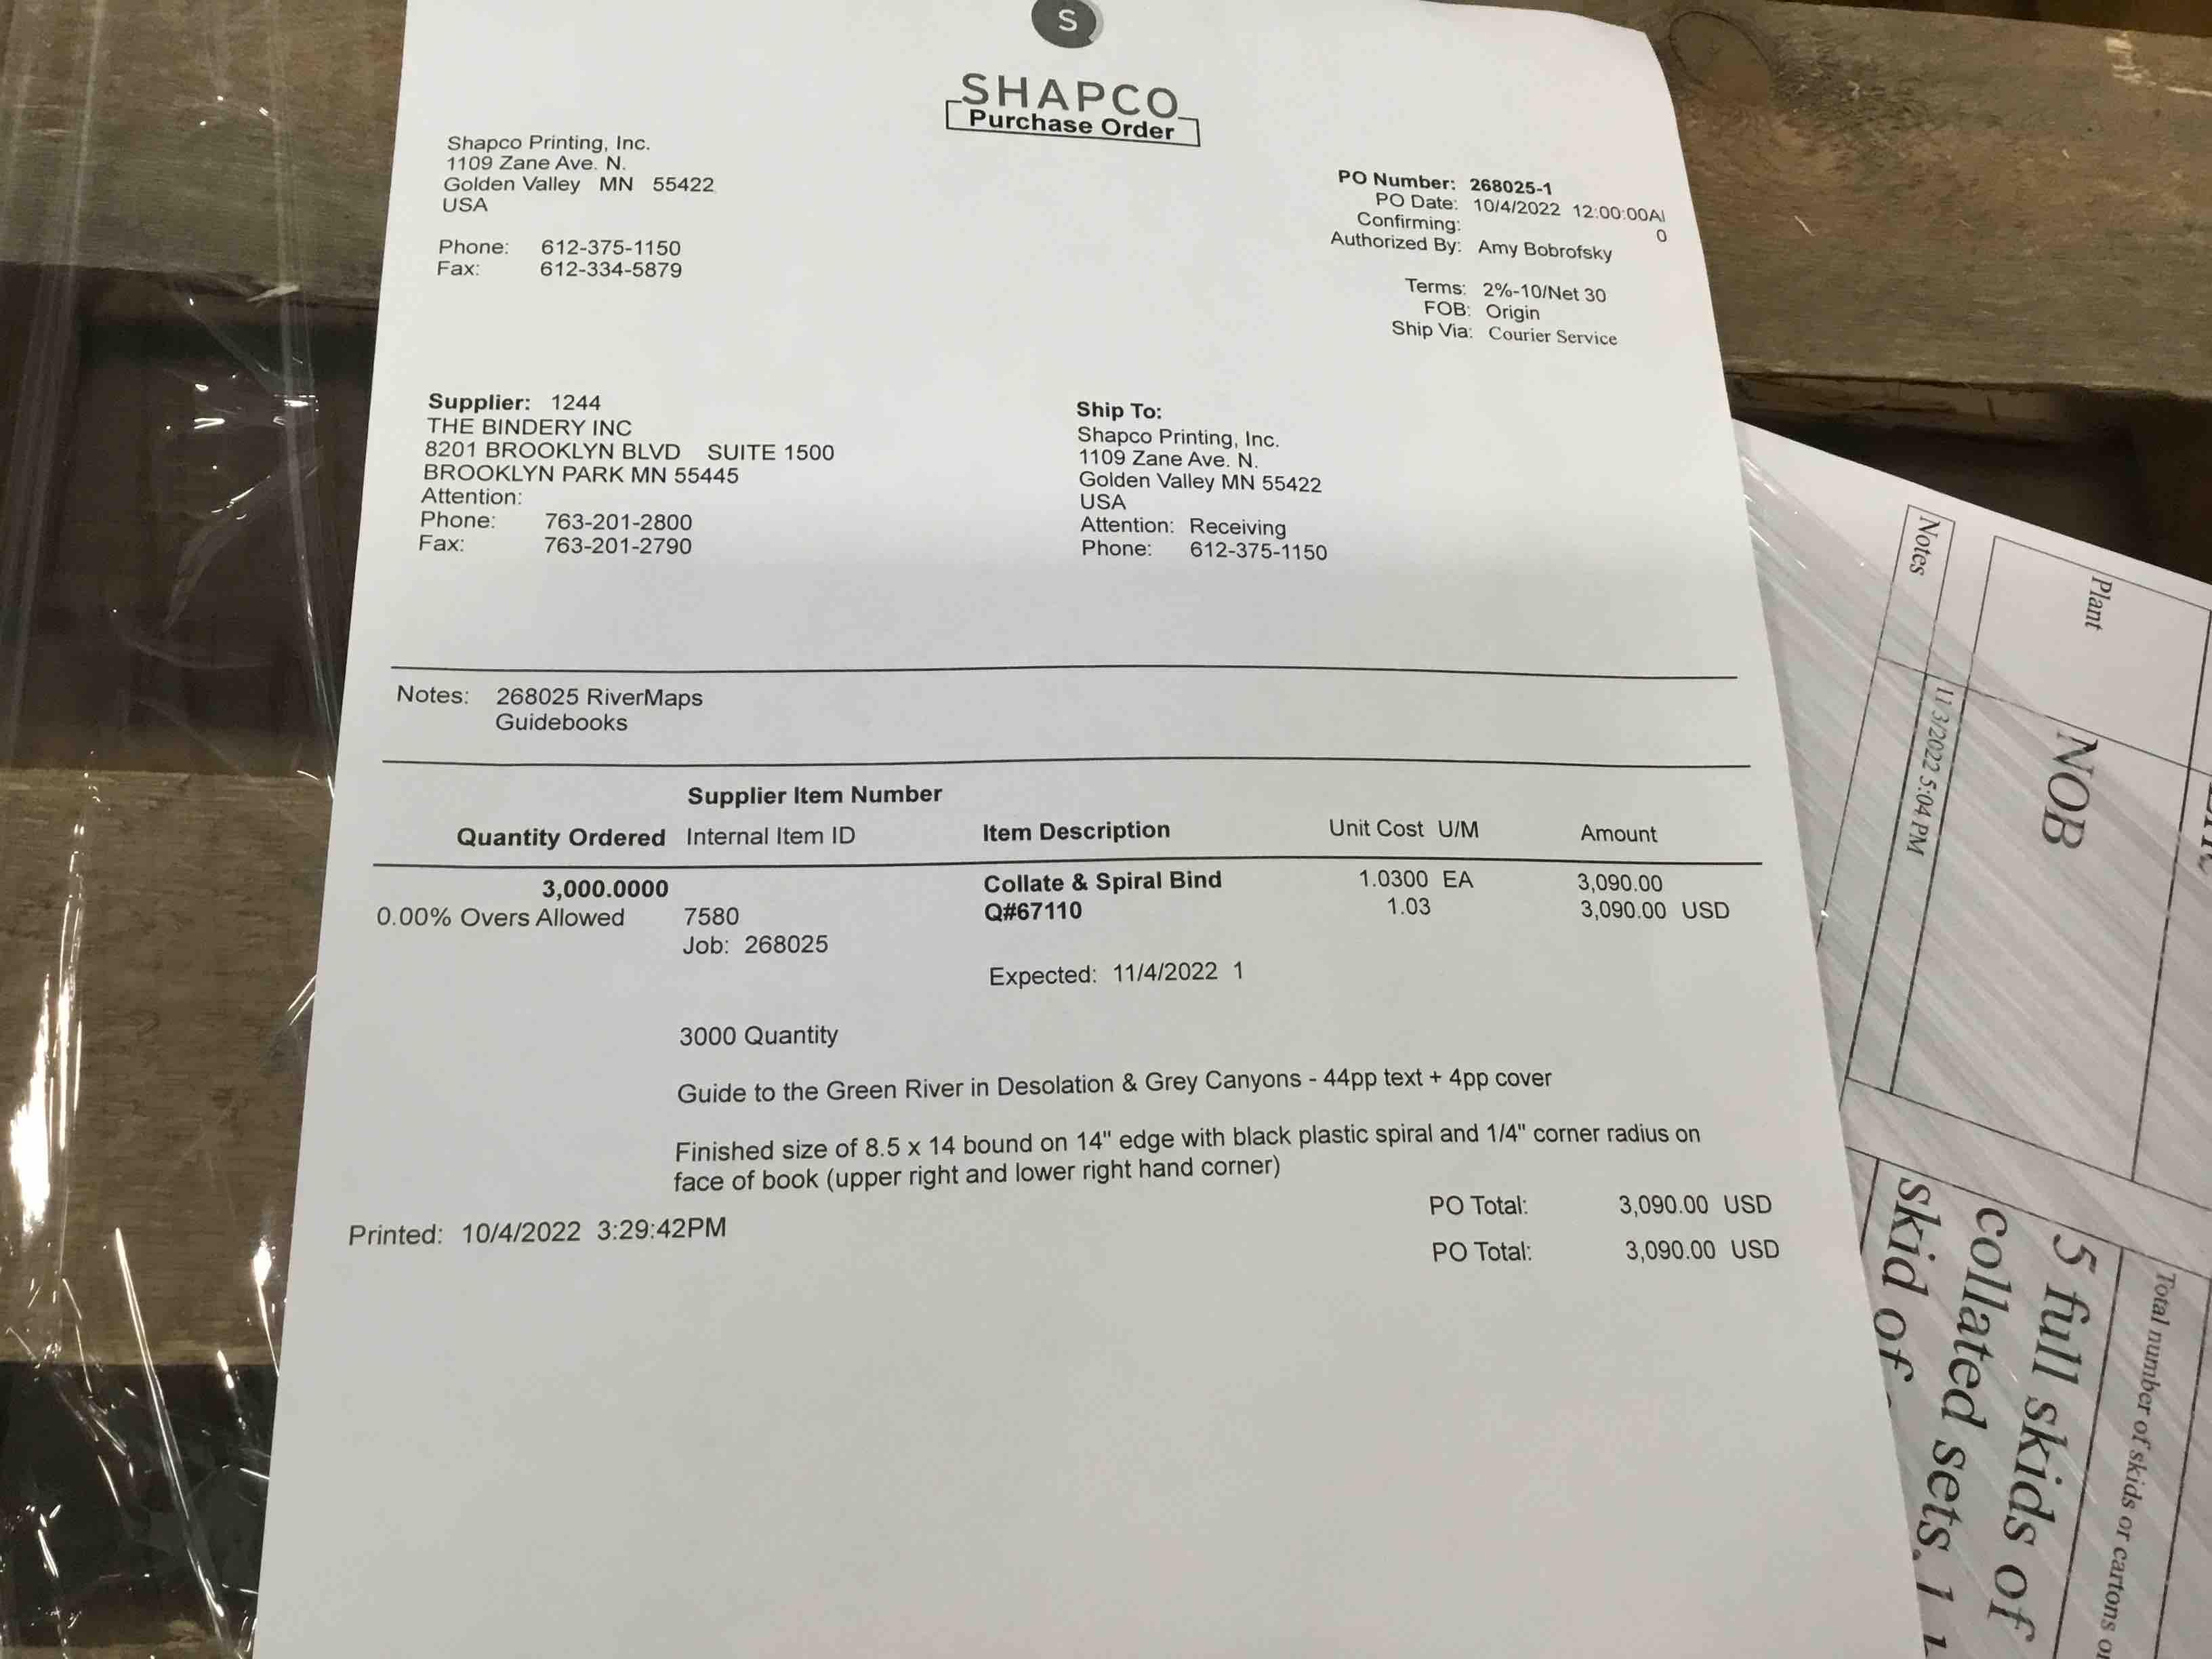 S
SHAPCO
Purchase Order
Shapco Printing, Inc.
1109 Zane Ave. N.
Golden Valley MN 55422
USA
Phone: 612-375-1150
Fax: 612-334-5879
PO Number: 268025-1
PO Date: 10/4/2022 12:00:00AM
Confirming: 0
Authorized By: Amy Bobrofsky
Terms: 2%-10/Net 30
FOB: Origin
Ship Via: Courier Service
Supplier: 1244
THE BINDERY INC
8201 BROOKLYN BLVD SUITE 1500
BROOKLYN PARK MN 55445
Attention:
Phone: 763-201-2800
Fax: 763-201-2790
Ship To:
Shapco Printing, Inc.
1109 Zane Ave. N.
Golden Valley MN 55422
USA
Attention: Receiving
Phone: 612-375-1150
Notes: 268025 RiverMaps
Guidebooks
Supplier Item Number
Quantity Ordered Internal Item ID Item Description Unit Cost U/M Amount
3,000.0000 Collate & Spiral Bind 1.0300 EA 3,090.00
0.00% Overs Allowed 7580 Q#67110 1.03 3,090.00 USD
Job: 268025
Expected: 11/4/2022 1
3000 Quantity
Guide to the Green River in Desolation & Grey Canyons - 44pp text + 4pp cover
Finished size of 8.5 x 14 bound on 14" edge with black plastic spiral and 1/4" corner radius on
face of book (upper right and lower right hand corner)
PO Total: 3,090.00 USD
Printed: 10/4/2022 3:29:42PM
PO Total: 3,090.00 USD
Plant NOB
Notes 11/3/2022 5:04 PM
Total number of skids or cartons
5 full skids of
collated sets, 1
skid of